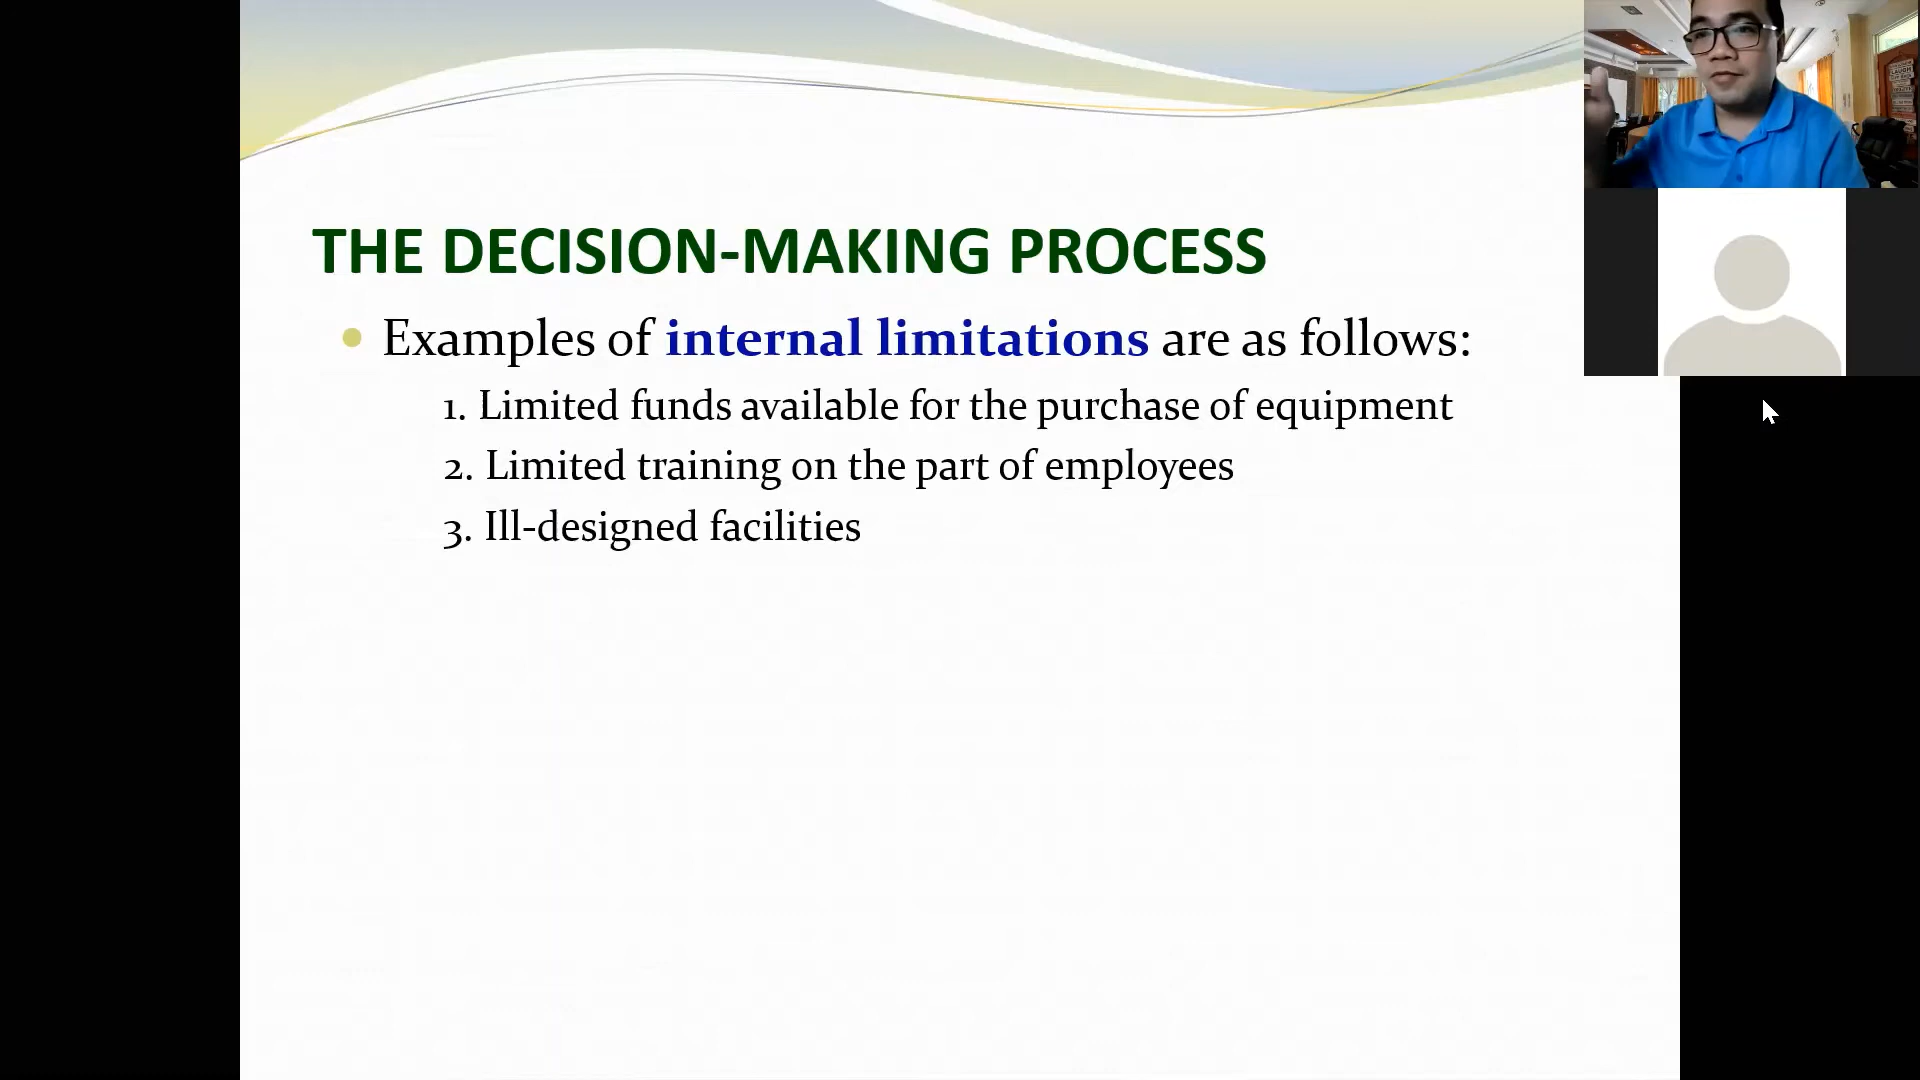 THE DECISION-MAKING PROCESS
Examples of internal limitations are as follows:
1. Limited funds available for the purchase of equipment
2. Limited training on the part of employees
3. Ill-designed facilities